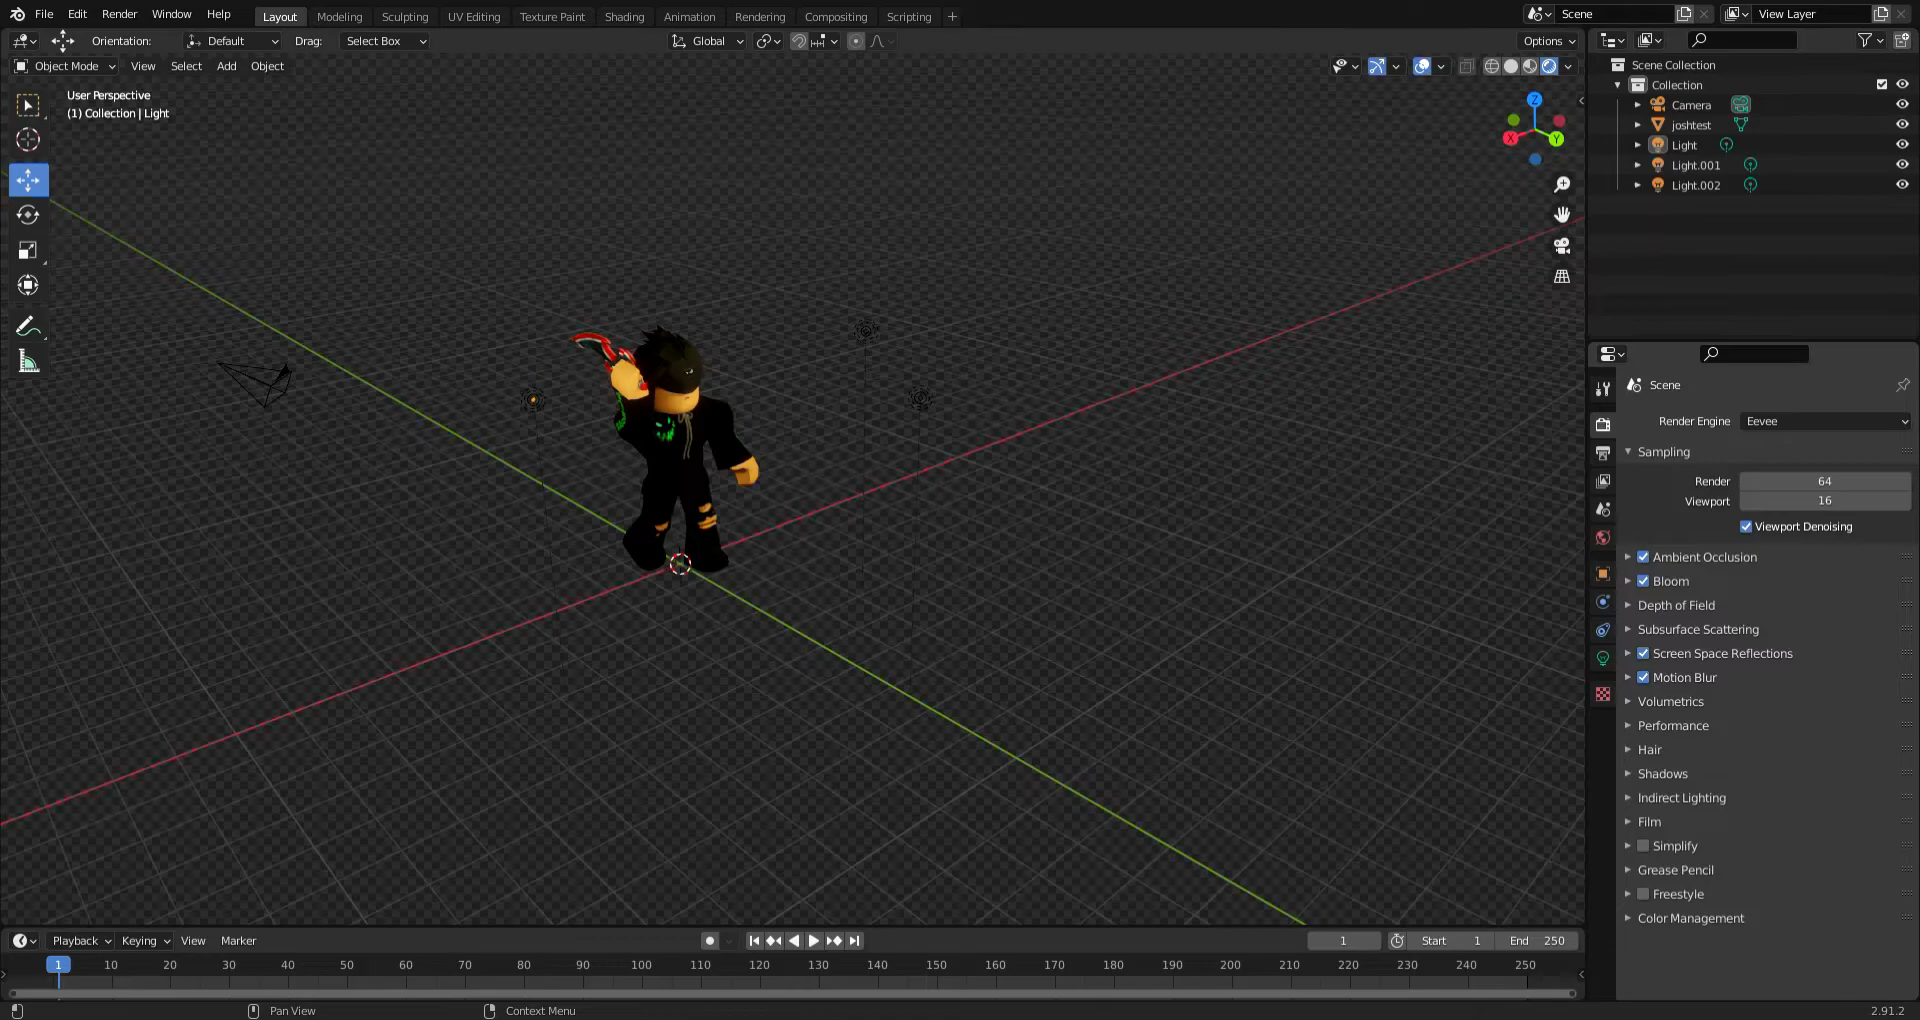 File Edit Render Window Help Layout Modeling Sculpting UV Editing Texture Paint Shading Animation Rendering Compositing Scripting + Scene View Layer
Orientation: Default Drag: Select Box Global Options
Object Mode View Select Add Object
User Perspective
(1) Collection | Light
Z
X
Y
Scene Collection
Collection
Camera
joshtest
Light
Light.001
Light.002
Scene
Render Engine Eevee
Sampling
Render 64
Viewport 16
Viewport Denoising
Ambient Occlusion
Bloom
Depth of Field
Subsurface Scattering
Screen Space Reflections
Motion Blur
Volumetrics
Performance
Hair
Shadows
Indirect Lighting
Film
Simplify
Grease Pencil
Freestyle
Color Management
Playback Keying View Marker 1 Start 1 End 250
1 10 20 30 40 50 60 70 80 90 100 110 120 130 140 150 160 170 180 190 200 210 220 230 240 250
Pan View Context Menu 2.91.2